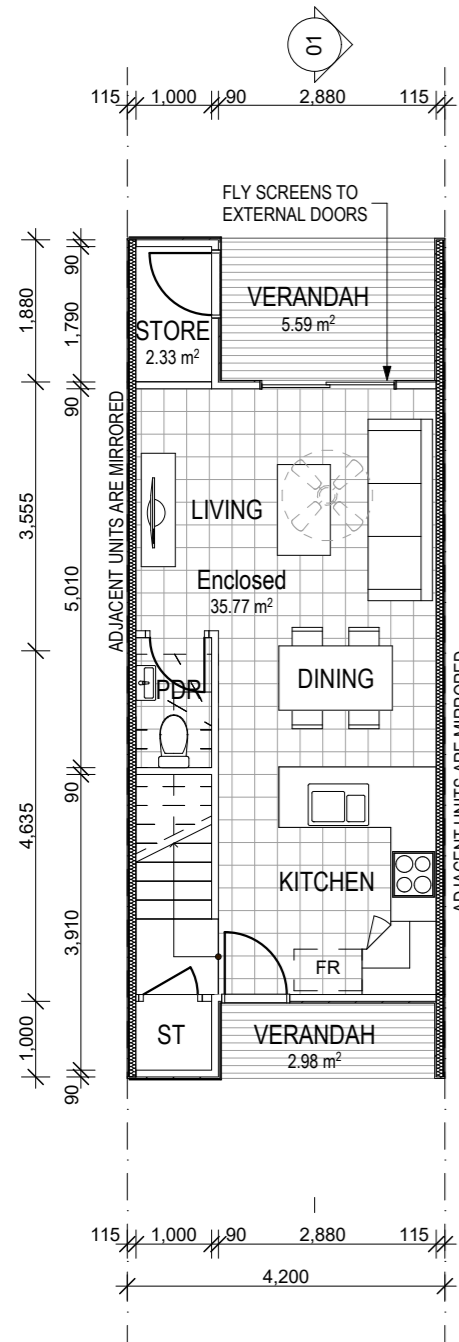 01
115 1,000 90 2,880 115
FLY SCREENS TO
EXTERNAL DOORS
VERANDAH
5.59 m²
STORE
2.33 m²
1,880
90
1,790
90
ADJACENT UNITS ARE MIRRORED
3,555
5,010
LIVING
Enclosed
35.77 m²
PDR
DINING
ADJACENT UNITS ARE MIRRORED
4,635
90
3,910
KITCHEN
FR
1,000
90
ST
VERANDAH
2.98 m²
115 1,000 90 2,880 115
4,200